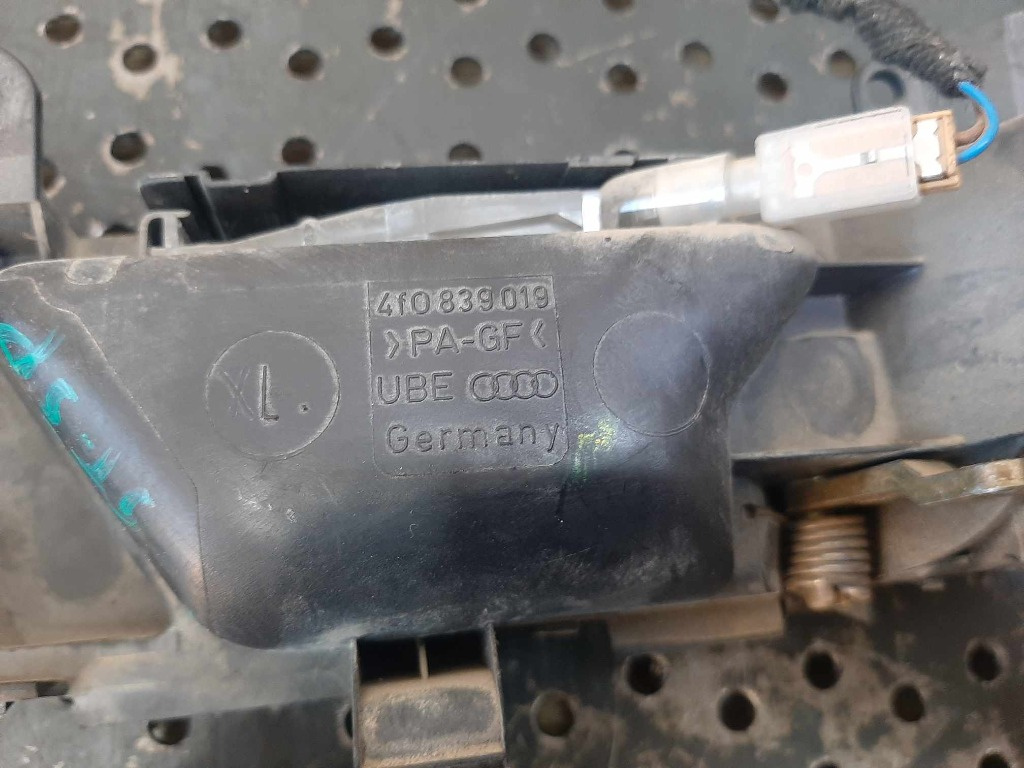 4f0 839 019
>PA-GF<
UBE
Germany
L.